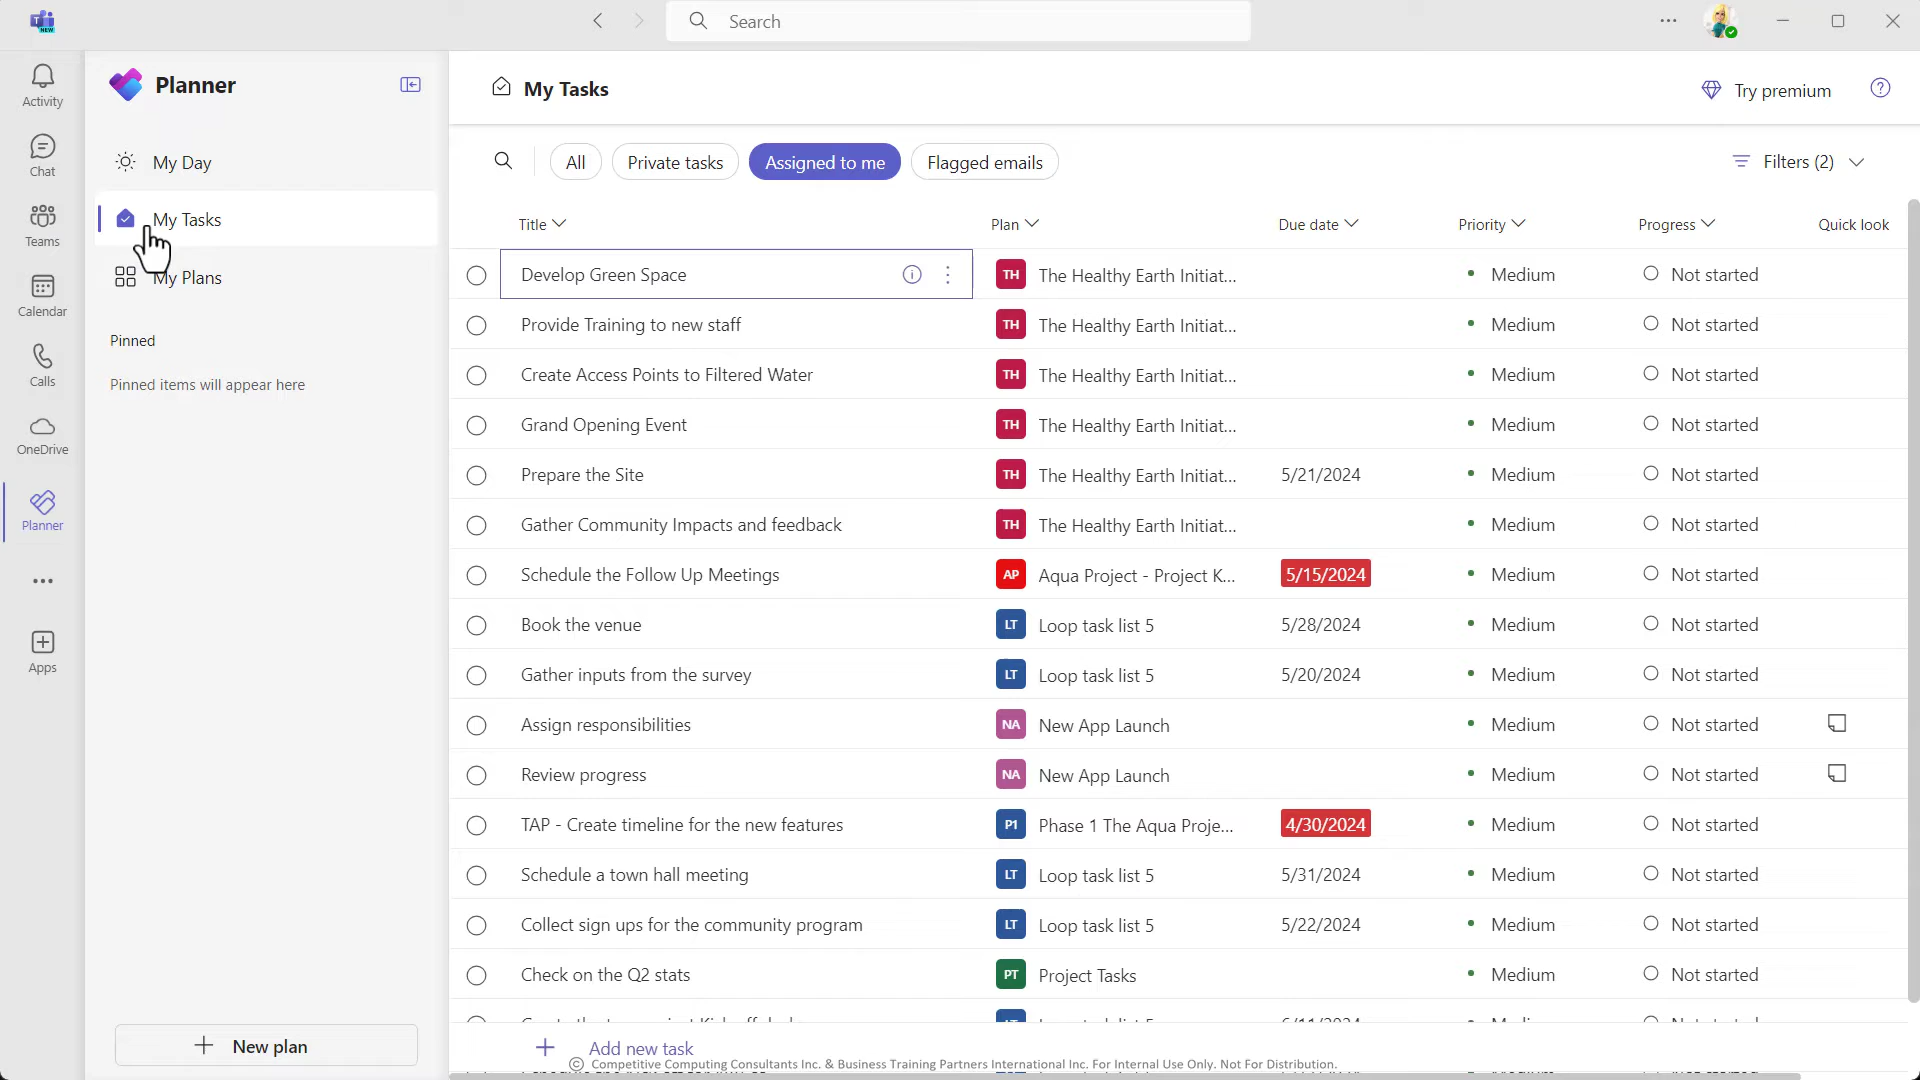 Search
NEW
Activity
Chat
Teams
Calendar
Calls
OneDrive
Planner
Apps
Planner
My Day
My Tasks
My Plans
Pinned
Pinned items will appear here
New plan
My Tasks
Try premium
All
Private tasks
Assigned to me
Flagged emails
Filters (2)
Title Plan Due date Priority Progress Quick look
Develop Green Space TH The Healthy Earth Initiat... Medium Not started
Provide Training to new staff TH The Healthy Earth Initiat... Medium Not started
Create Access Points to Filtered Water TH The Healthy Earth Initiat... Medium Not started
Grand Opening Event TH The Healthy Earth Initiat... Medium Not started
Prepare the Site TH The Healthy Earth Initiat... 5/21/2024 Medium Not started
Gather Community Impacts and feedback TH The Healthy Earth Initiat... Medium Not started
Schedule the Follow Up Meetings AP Aqua Project - Project K... 5/15/2024 Medium Not started
Book the venue LT Loop task list 5 5/28/2024 Medium Not started
Gather inputs from the survey LT Loop task list 5 5/20/2024 Medium Not started
Assign responsibilities NA New App Launch Medium Not started
Review progress NA New App Launch Medium Not started
TAP - Create timeline for the new features P1 Phase 1 The Aqua Proje... 4/30/2024 Medium Not started
Schedule a town hall meeting LT Loop task list 5 5/31/2024 Medium Not started
Collect sign ups for the community program LT Loop task list 5 5/22/2024 Medium Not started
Check on the Q2 stats PT Project Tasks Medium Not started
Add new task
© Competitive Computing Consultants Inc. & Business Training Partners International Inc. For Internal Use Only. Not For Distribution.